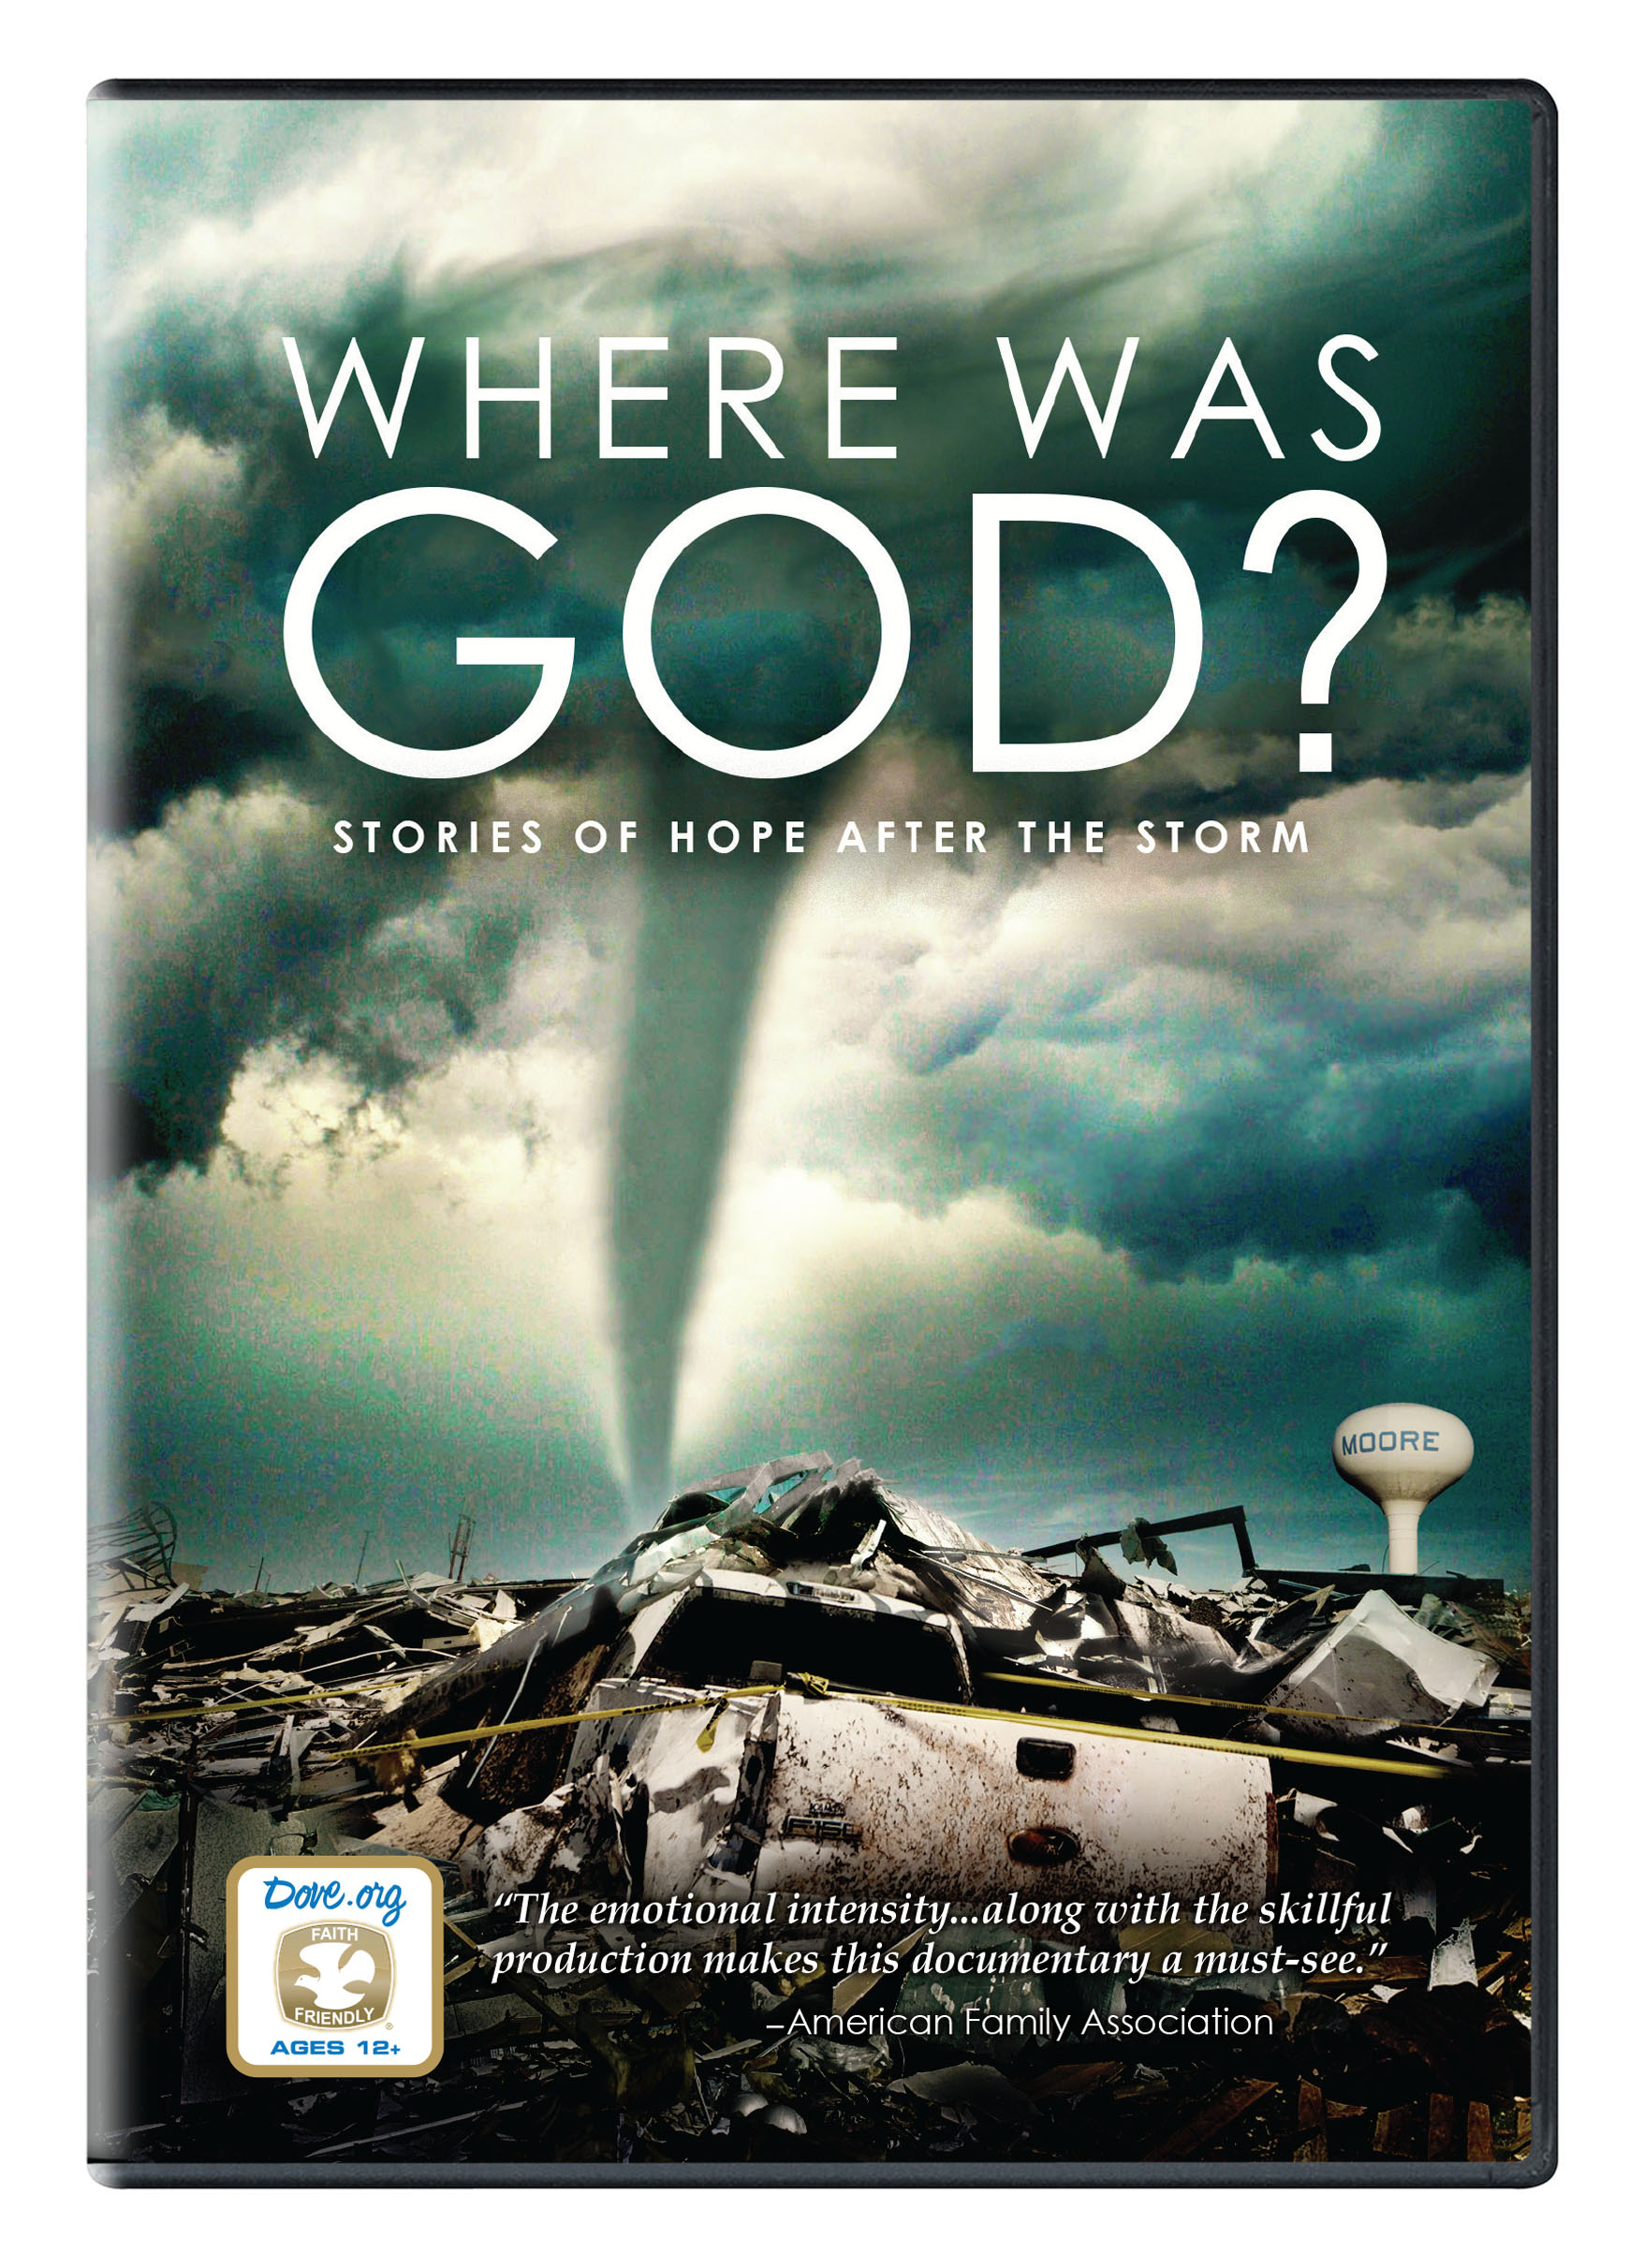 WHERE WAS
GOD?
STORIES OF HOPE AFTER THE STORM
MOORE
Dove.org
FAITH
FRIENDLY
®
AGES 12+
“The emotional intensity...along with the skillful
production makes this documentary a must-see.”
–American Family Association